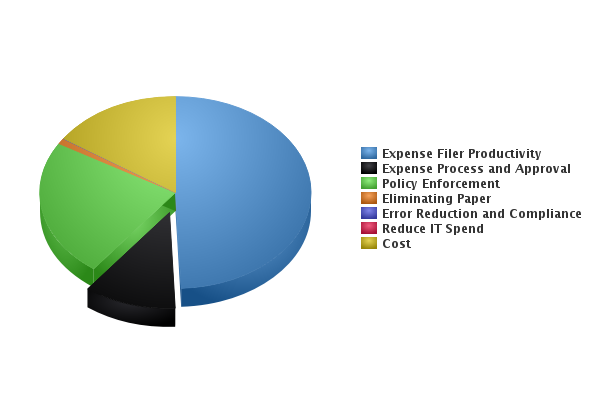 Expense Filer Productivity
Expense Process and Approval
Policy Enforcement
Eliminating Paper
Error Reduction and Compliance
Reduce IT Spend
Cost